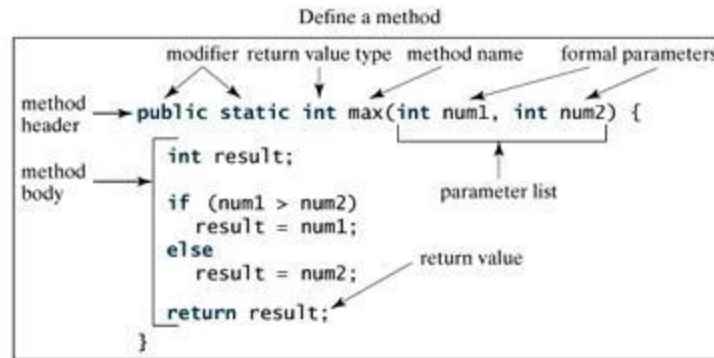 Define a method
modifier return value type method name formal parameters
method header
public static int max(int num1, int num2) {
method body
int result;
parameter list
if (num1 > num2)
result = num1;
else
result = num2;
return value
return result;
}